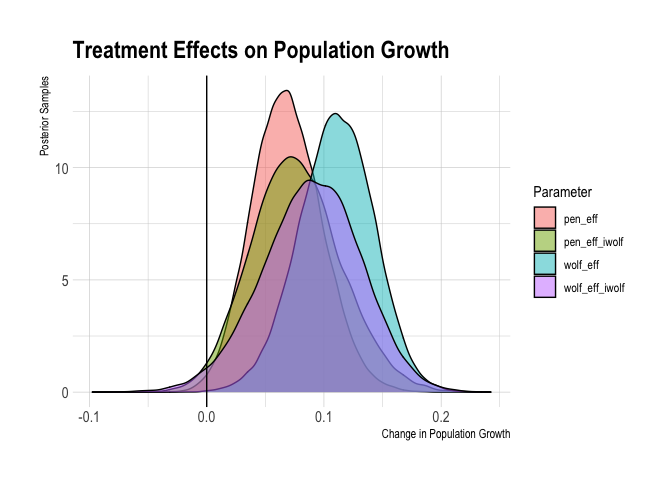 Treatment Effects on Population Growth
Posterior Samples
10
5
0
-0.1 0.0 0.1 0.2
Change in Population Growth
Parameter
pen_eff
pen_eff_iwolf
wolf_eff
wolf_eff_iwolf